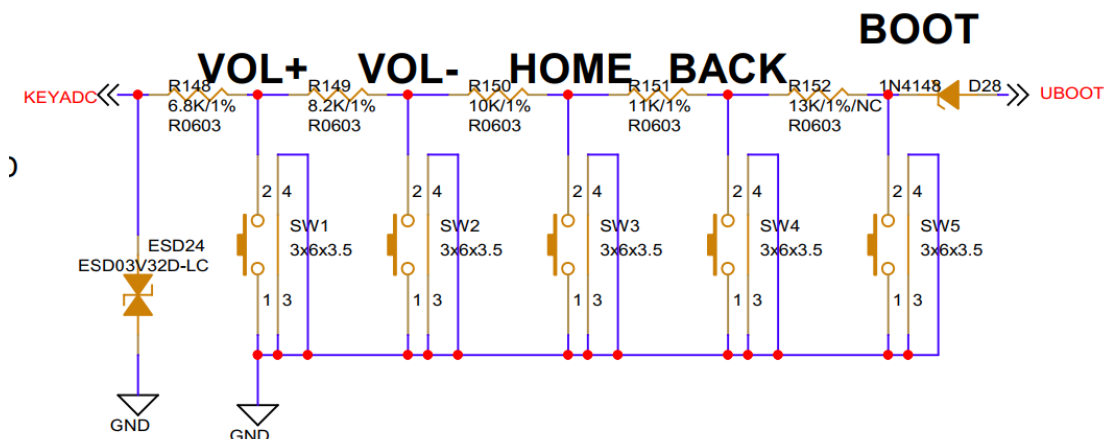 BOOT
VOL+
VOL-
HOME
BACK
KEYADC
R148
6.8K/1%
R0603
R149
8.2K/1%
R0603
R150
10K/1%
R0603
R151
11K/1%
R0603
R152
13K/1%/NC
R0603
1N4148
D28
UBOOT
2
4
SW1
3x6x3.5
1
3
2
4
SW2
3x6x3.5
1
3
2
4
SW3
3x6x3.5
1
3
2
4
SW4
3x6x3.5
1
3
2
4
SW5
3x6x3.5
1
3
ESD24
ESD03V32D-LC
GND
GND